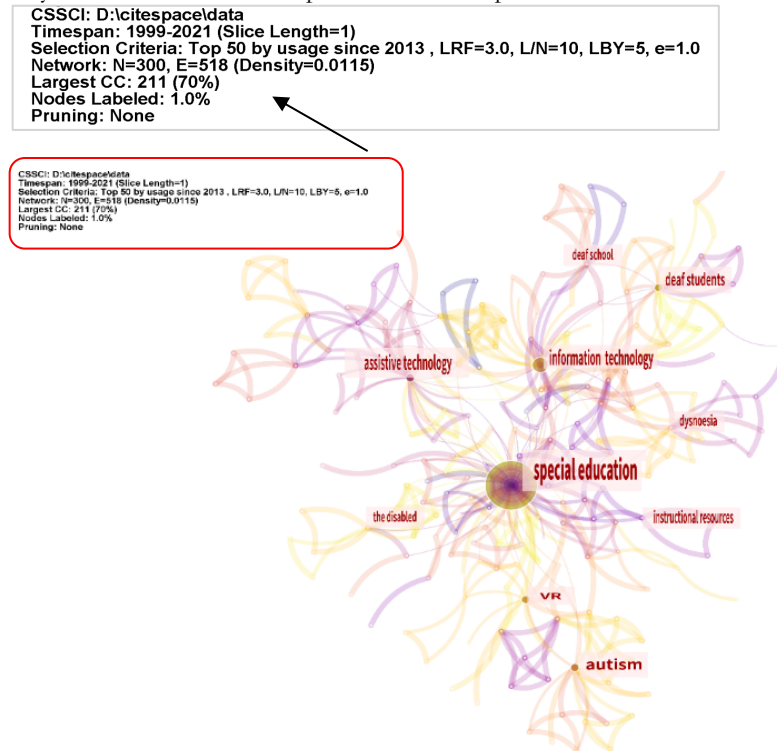 CSSCI: D:\citespace\data
Timespan: 1999-2021 (Slice Length=1)
Selection Criteria: Top 50 by usage since 2013 , LRF=3.0, L/N=10, LBY=5, e=1.0
Network: N=300, E=518 (Density=0.0115)
Largest CC: 211 (70%)
Nodes Labeled: 1.0%
Pruning: None
CSSCI: D:\citespace\data
Timespan: 1999-2021 (Slice Length=1)
Selection Criteria: Top 50 by usage since 2013 , LRF=3.0, L/N=10, LBY=5, e=1.0
Network: N=300, E=518 (Density=0.0115)
Largest CC: 211 (70%)
Nodes Labeled: 1.0%
Pruning: None
deaf school
deaf students
assistive technology
information technology
dysnoesia
special education
the disabled
instructional resources
VR
autism